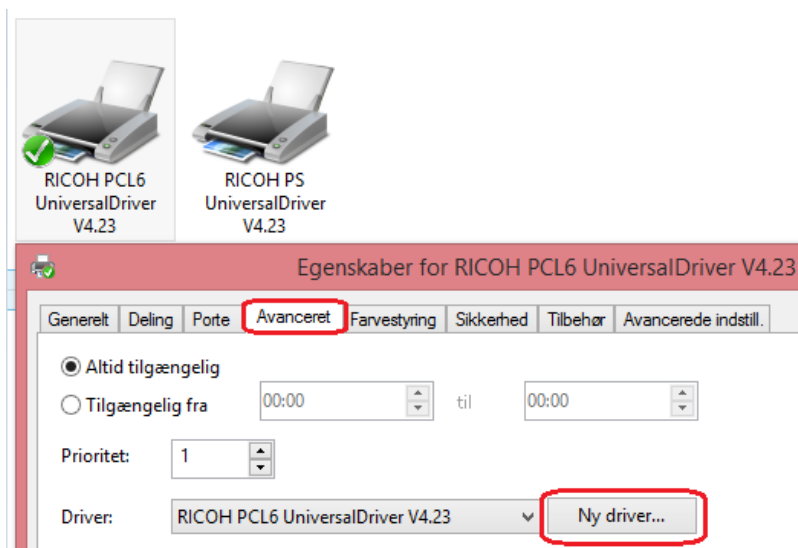 RICOH PCL6
UniversalDriver
V4.23
RICOH PS
UniversalDriver
V4.23
Egenskaber for RICOH PCL6 UniversalDriver V4.23
Generelt Deling Porte Avanceret Farvestyring Sikkerhed Tilbehør Avancerede indstill.
Altid tilgængelig
Tilgængelig fra 00:00 til 00:00
Prioritet: 1
Driver: RICOH PCL6 UniversalDriver V4.23 Ny driver...